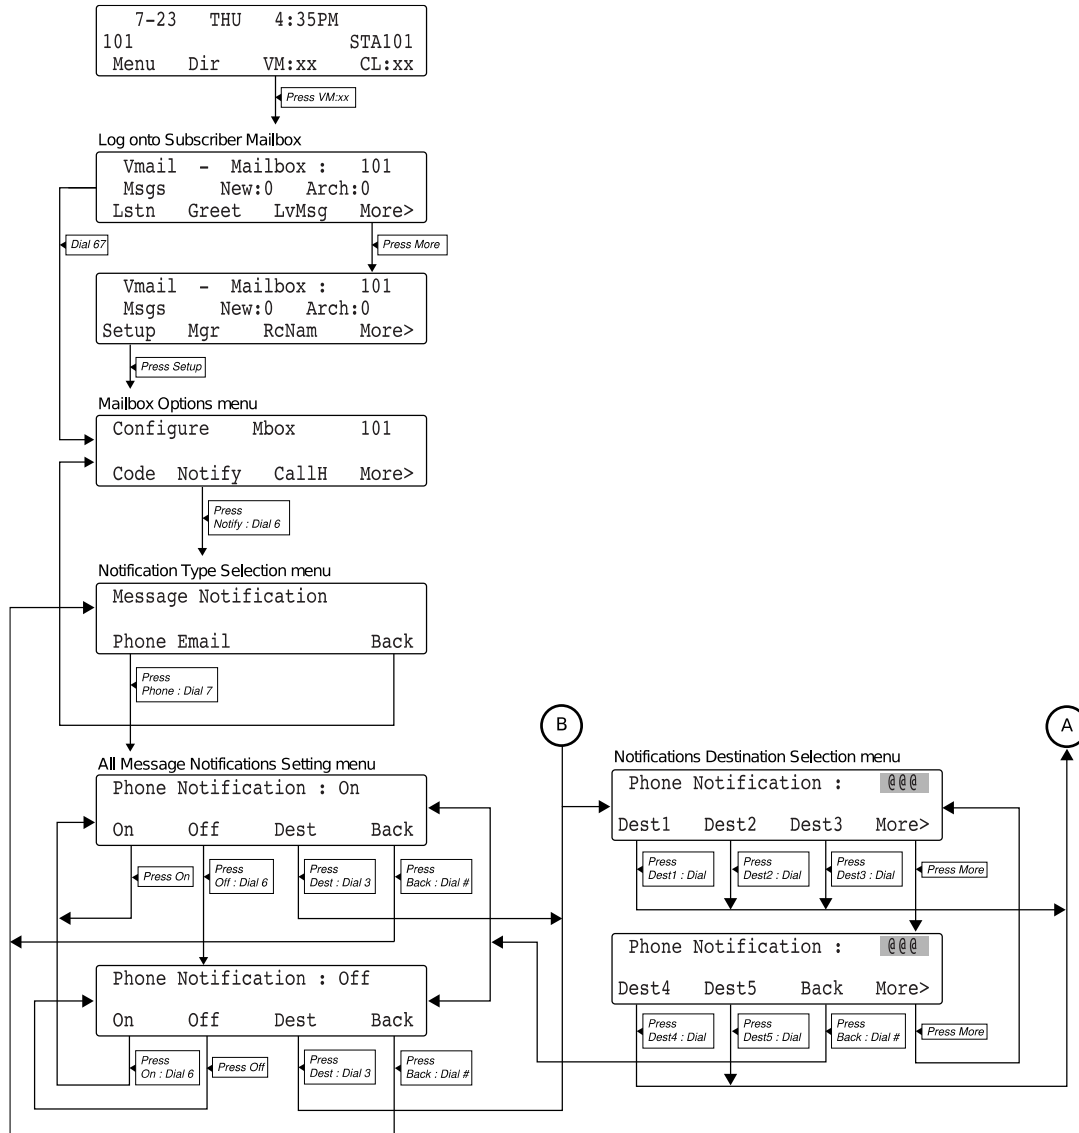 7-23 THU 4:35PM
101 STA101
Menu Dir VM:xx CL:xx
Press VM:xx
Log onto Subscriber Mailbox
Vmail - Mailbox : 101
Msgs New:0 Arch:0
Lstn Greet LvMsg More>
Dial 67
Press More
Vmail - Mailbox : 101
Msgs New:0 Arch:0
Setup Mgr RcNam More>
Press Setup
Mailbox Options menu
Configure Mbox 101
Code Notify CallH More>
Press
Notify : Dial 6
Notification Type Selection menu
Message Notification
Phone Email Back
Press
Phone : Dial 7
All Message Notifications Setting menu
Phone Notification : On
On Off Dest Back
Press On
Press
Off : Dial 6
Press
Dest : Dial 3
Press
Back : Dial #
Phone Notification : Off
On Off Dest Back
Press
On : Dial 6
Press Off
Press
Dest : Dial 3
Press
Back : Dial #
B
A
Notifications Destination Selection menu
Phone Notification : @@@
Dest1 Dest2 Dest3 More>
Press
Dest1 : Dial
Press
Dest2 : Dial
Press
Dest3 : Dial
Press More
Phone Notification : @@@
Dest4 Dest5 Back More>
Press
Dest4 : Dial
Press
Dest5 : Dial
Press
Back : Dial #
Press More